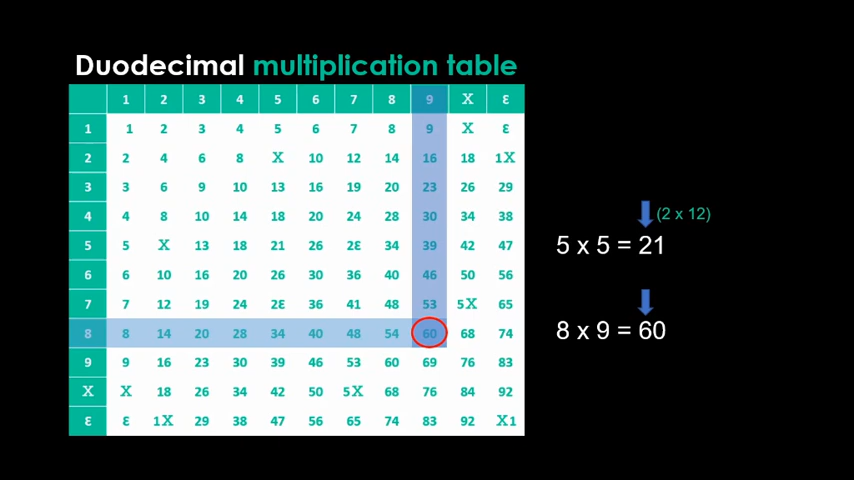 Duodecimal multiplication table
1 2 3 4 5 6 7 8 9 X Ɛ
1 1 2 3 4 5 6 7 8 9 X Ɛ
2 2 4 6 8 X 10 12 14 16 18 1X
3 3 6 9 10 13 16 19 20 23 26 29
4 4 8 10 14 18 20 24 28 30 34 38
(2 x 12)
5 5 X 13 18 21 26 2Ɛ 34 39 42 47
5 x 5 = 21
6 6 10 16 20 26 30 36 40 46 50 56
7 7 12 19 24 2Ɛ 36 41 48 53 5X 65
8 8 14 20 28 34 40 48 54 60 68 74
8 x 9 = 60
9 9 16 23 30 39 46 53 60 69 76 83
X X 18 26 34 42 50 5X 68 76 84 92
Ɛ Ɛ 1X 29 38 47 56 65 74 83 92 X1